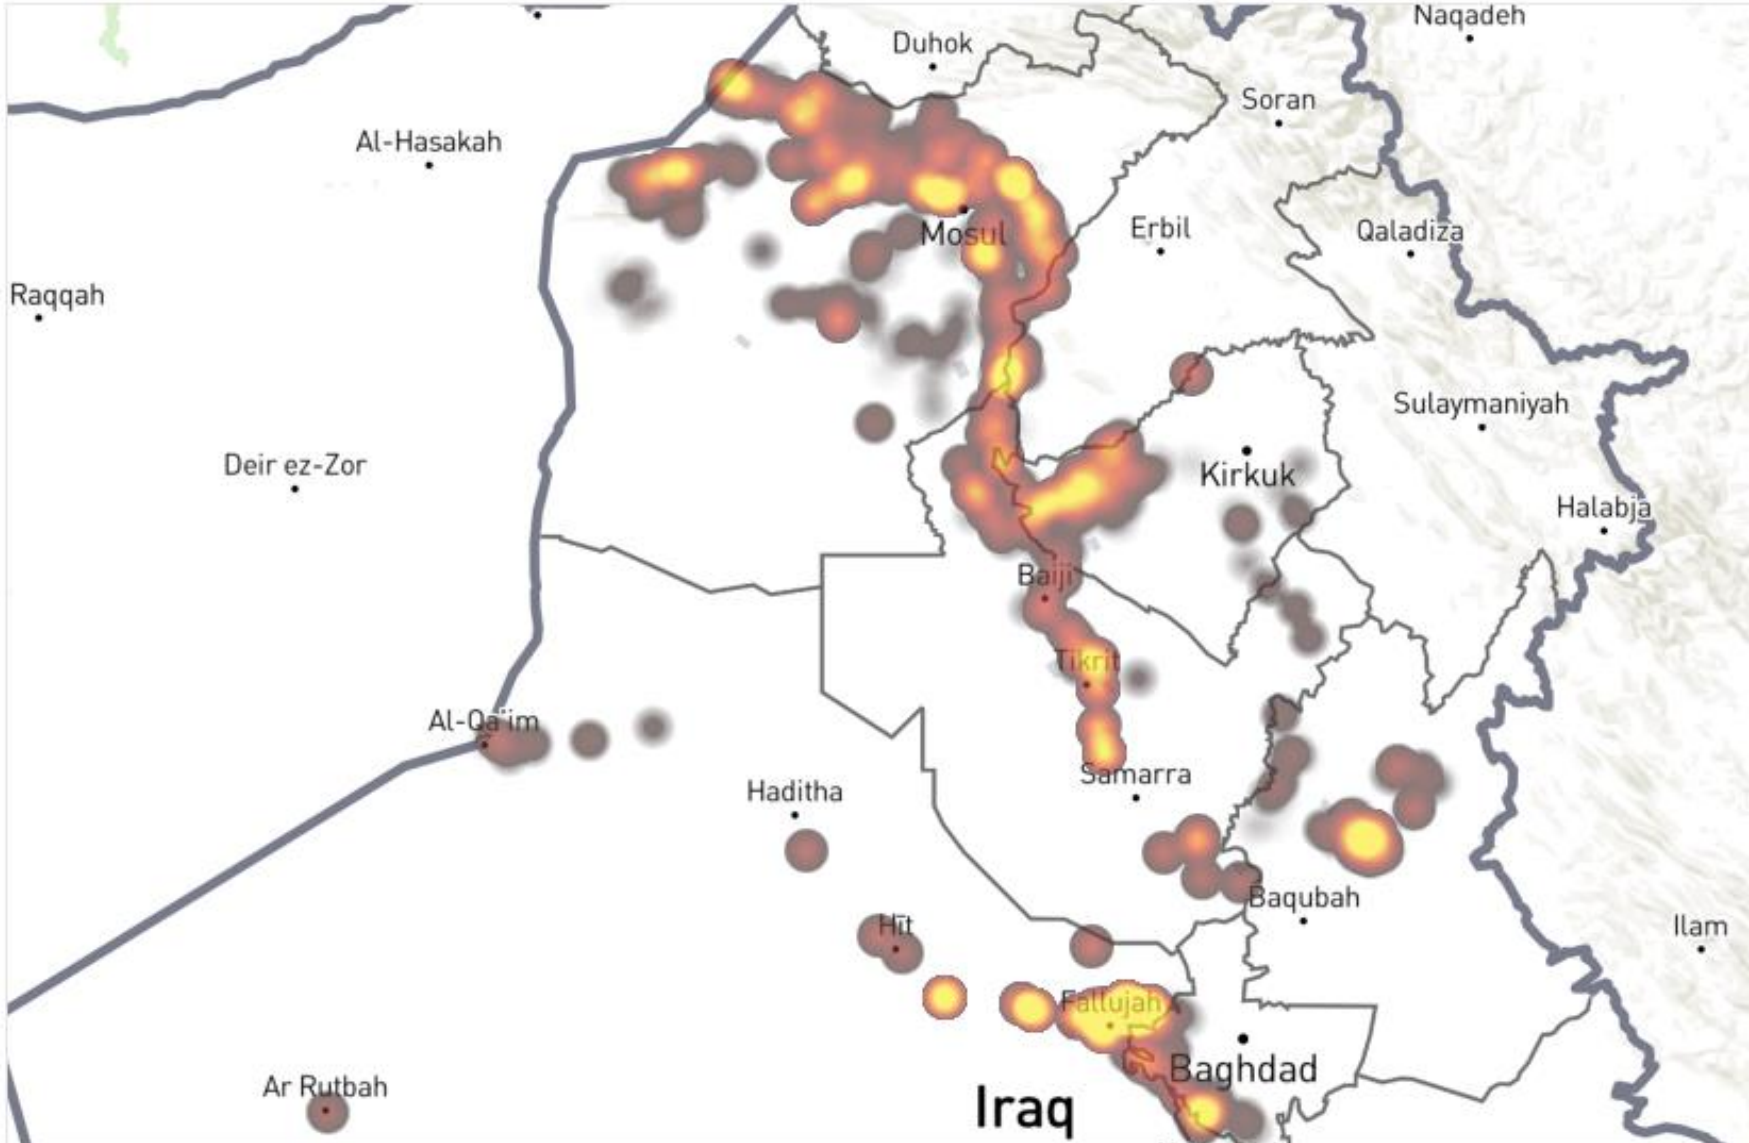 Naqadeh
Duhok
Soran
Al-Hasakah
Mosul
Erbil
Qaladiza
Raqqah
Sulaymaniyah
Deir ez-Zor
Kirkuk
Halabja
Baiji
Tikrit
Al-Qa'im
Samarra
Haditha
Baqubah
Hit
Ilam
Fallujah
Baghdad
Ar Rutbah
Iraq